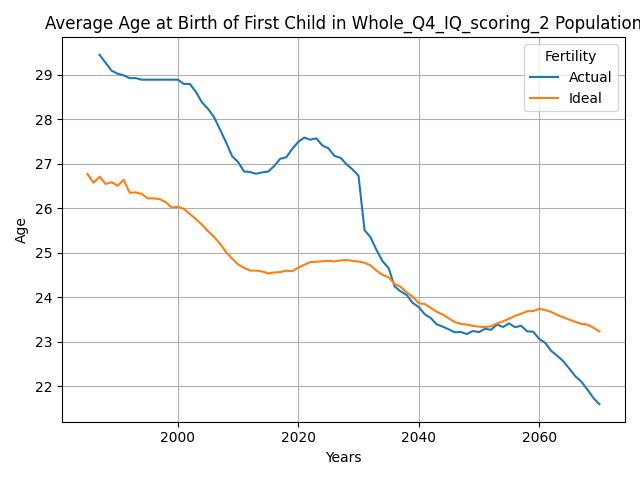 Average Age at Birth of First Child in Whole_Q4_IQ_scoring_2 Population
Fertility
Actual
Ideal
29
28
27
26
25
24
23
22
Age
2000
2020
2040
2060
Years